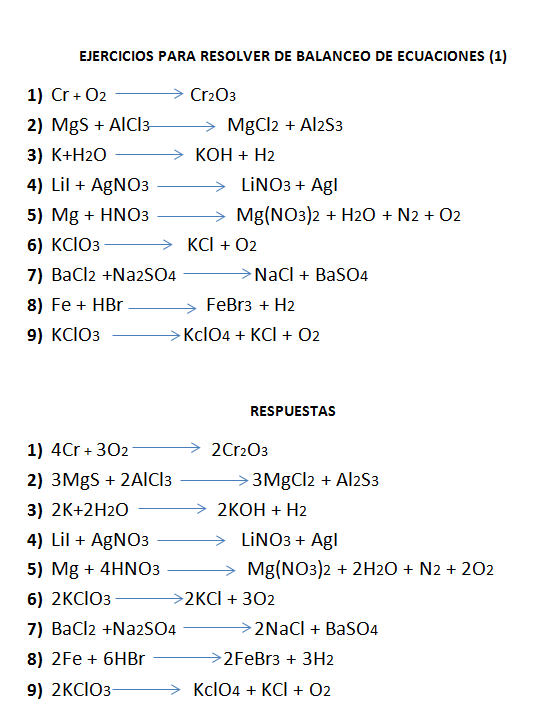 EJERCICIOS PARA RESOLVER DE BALANCEO DE ECUACIONES (1)
1) Cr + O2 → Cr2O3
2) MgS + AlCl3 → MgCl2 + Al2S3
3) K+H2O → KOH + H2
4) LiI + AgNO3 → LiNO3 + AgI
5) Mg + HNO3 → Mg(NO3)2 + H2O + N2 + O2
6) KClO3 → KCl + O2
7) BaCl2 +Na2SO4 → NaCl + BaSO4
8) Fe + HBr → FeBr3 + H2
9) KClO3 → KclO4 + KCl + O2
RESPUESTAS
1) 4Cr + 3O2 → 2Cr2O3
2) 3MgS + 2AlCl3 → 3MgCl2 + Al2S3
3) 2K+2H2O → 2KOH + H2
4) LiI + AgNO3 → LiNO3 + AgI
5) Mg + 4HNO3 → Mg(NO3)2 + 2H2O + N2 + 2O2
6) 2KClO3 → 2KCl + 3O2
7) BaCl2 +Na2SO4 → 2NaCl + BaSO4
8) 2Fe + 6HBr → 2FeBr3 + 3H2
9) 2KClO3 → KclO4 + KCl + O2